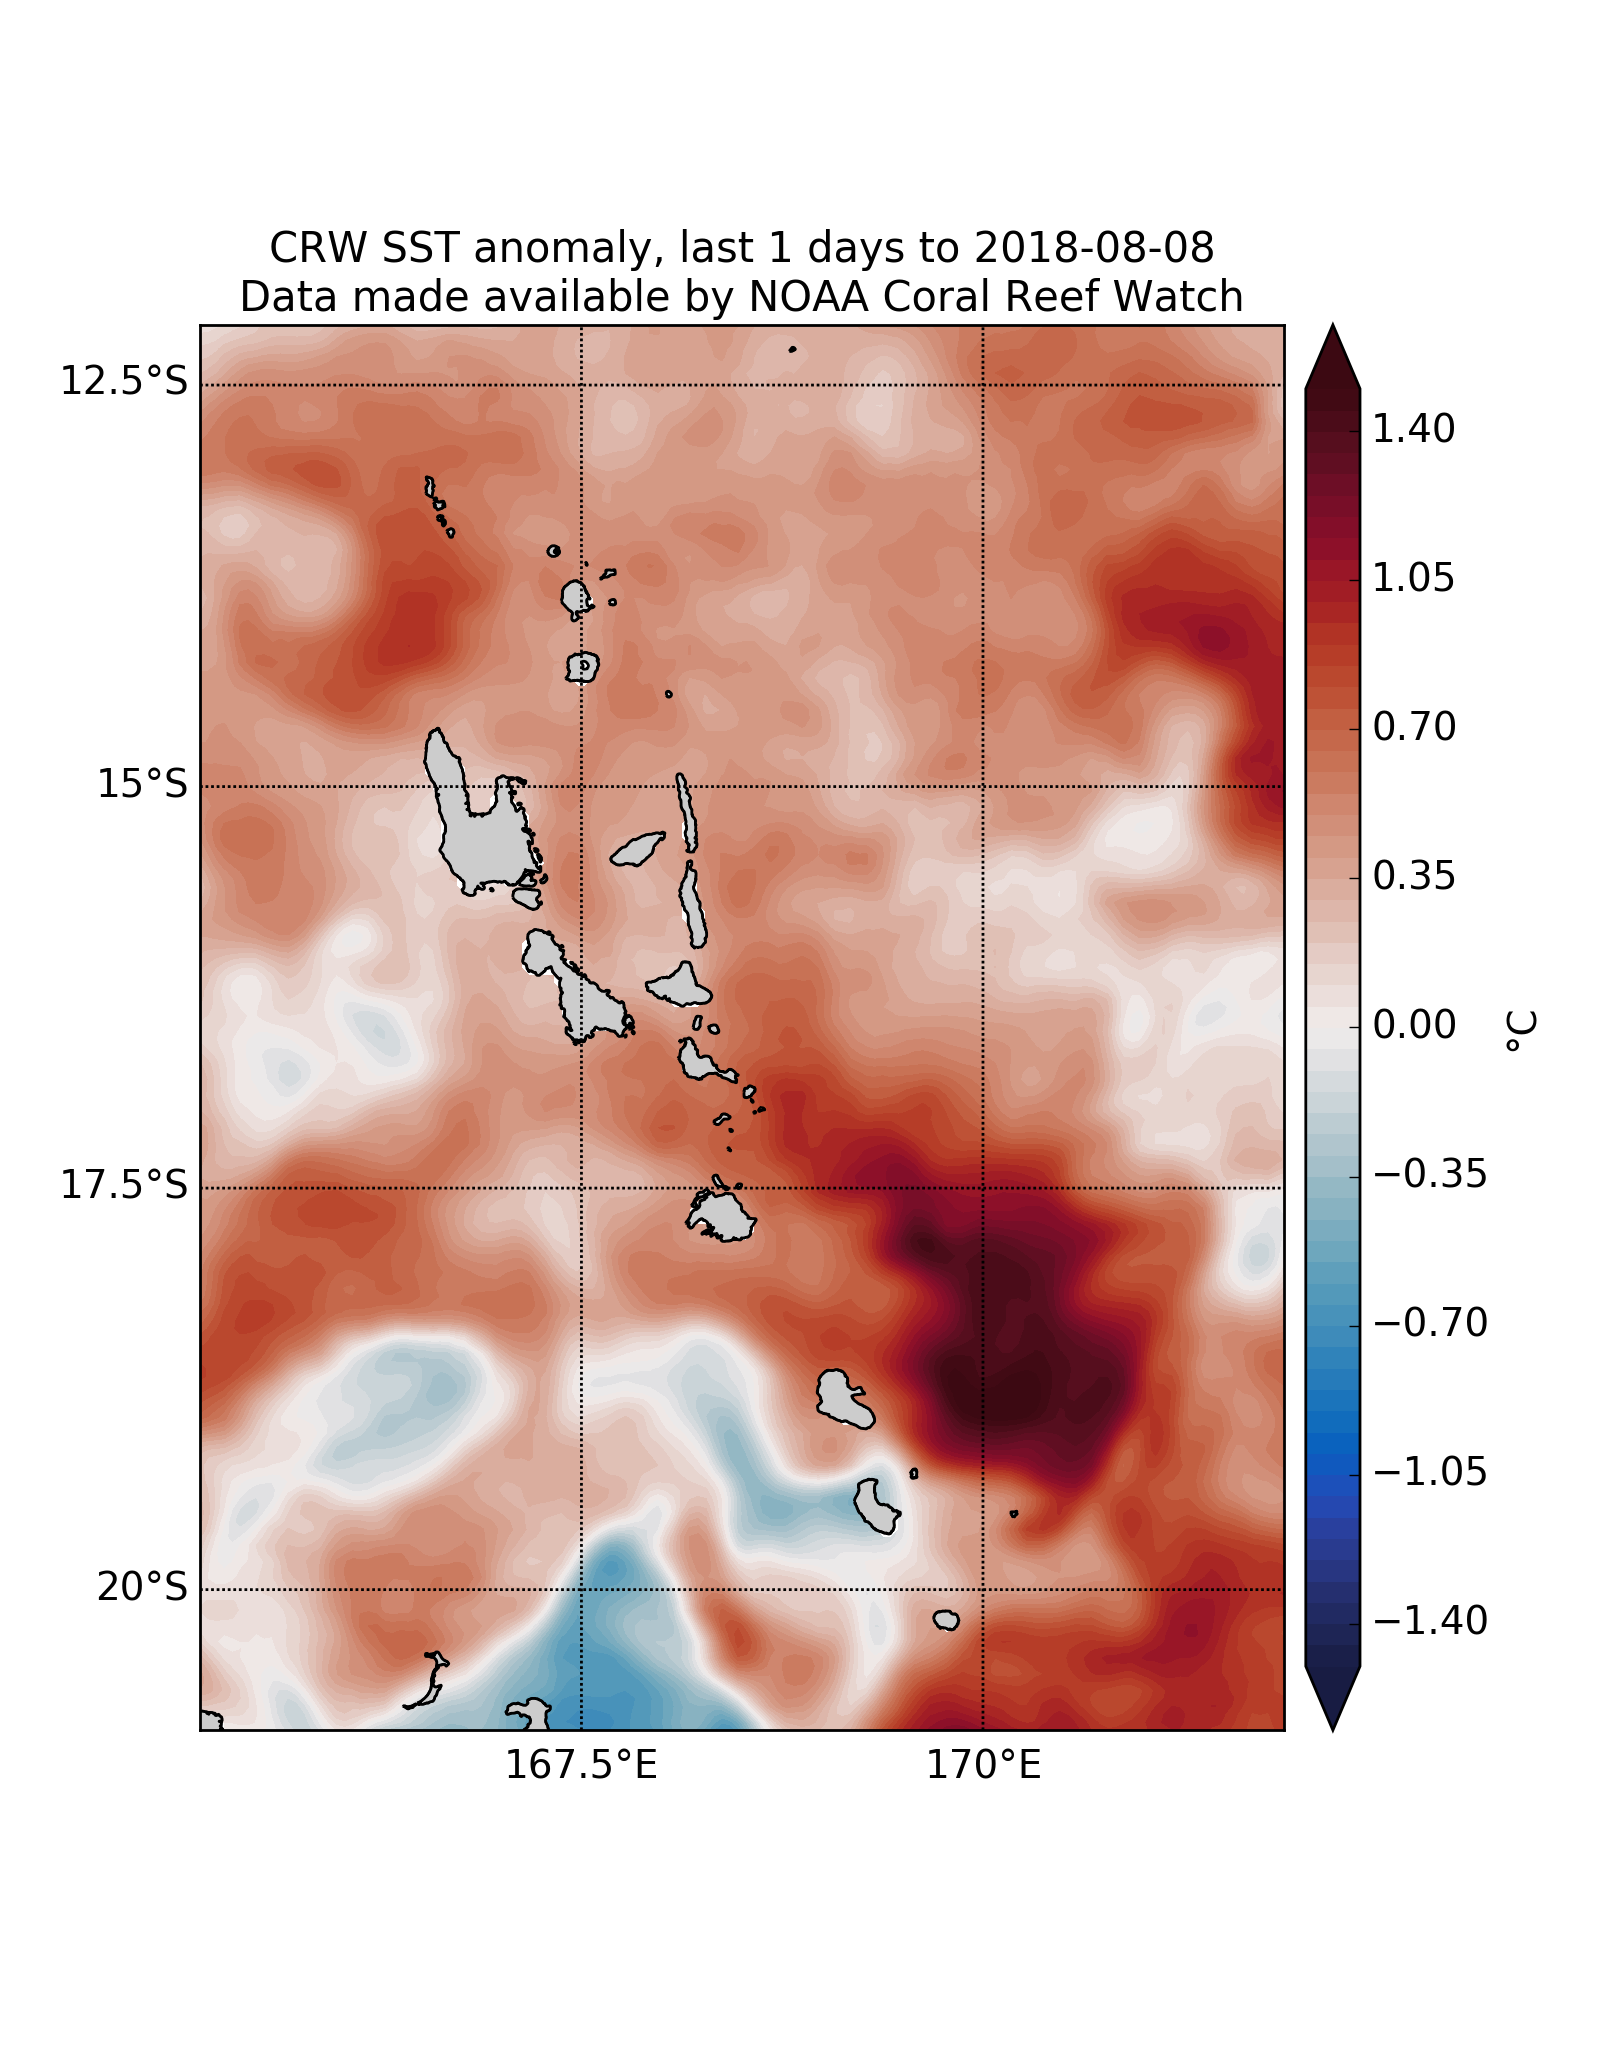 CRW SST anomaly, last 1 days to 2018-08-08
Data made available by NOAA Coral Reef Watch
12.5°S
15°S
17.5°S
20°S
167.5°E
170°E
1.40
1.05
0.70
0.35
0.00
−0.35
−0.70
−1.05
−1.40
°C